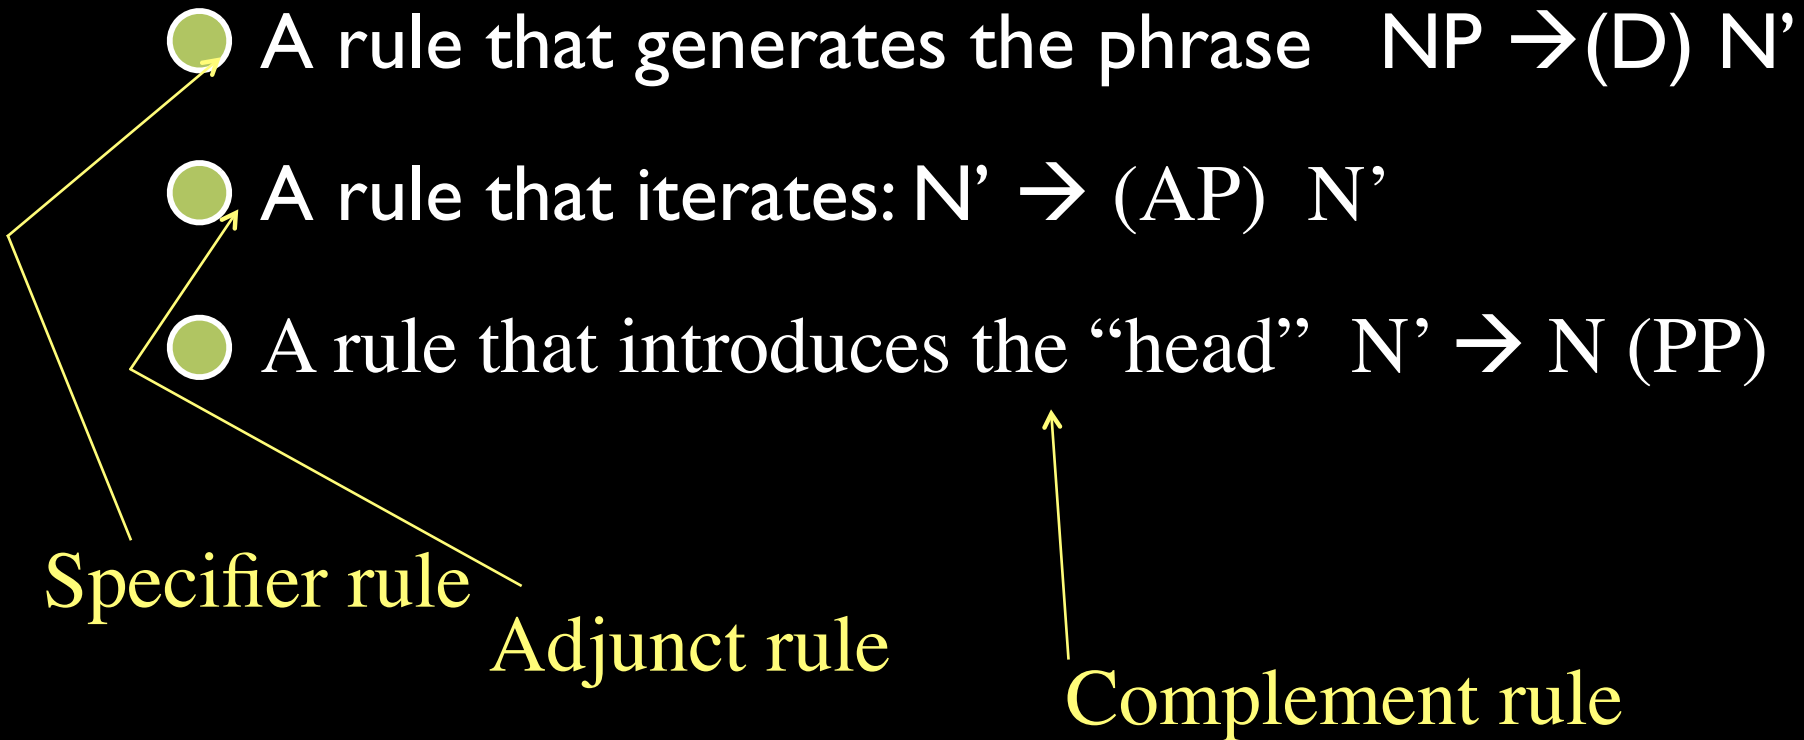 A rule that generates the phrase NP →(D) N’
A rule that iterates: N’ → (AP) N’
A rule that introduces the “head” N’ → N (PP)
Specifier rule
Adjunct rule
Complement rule